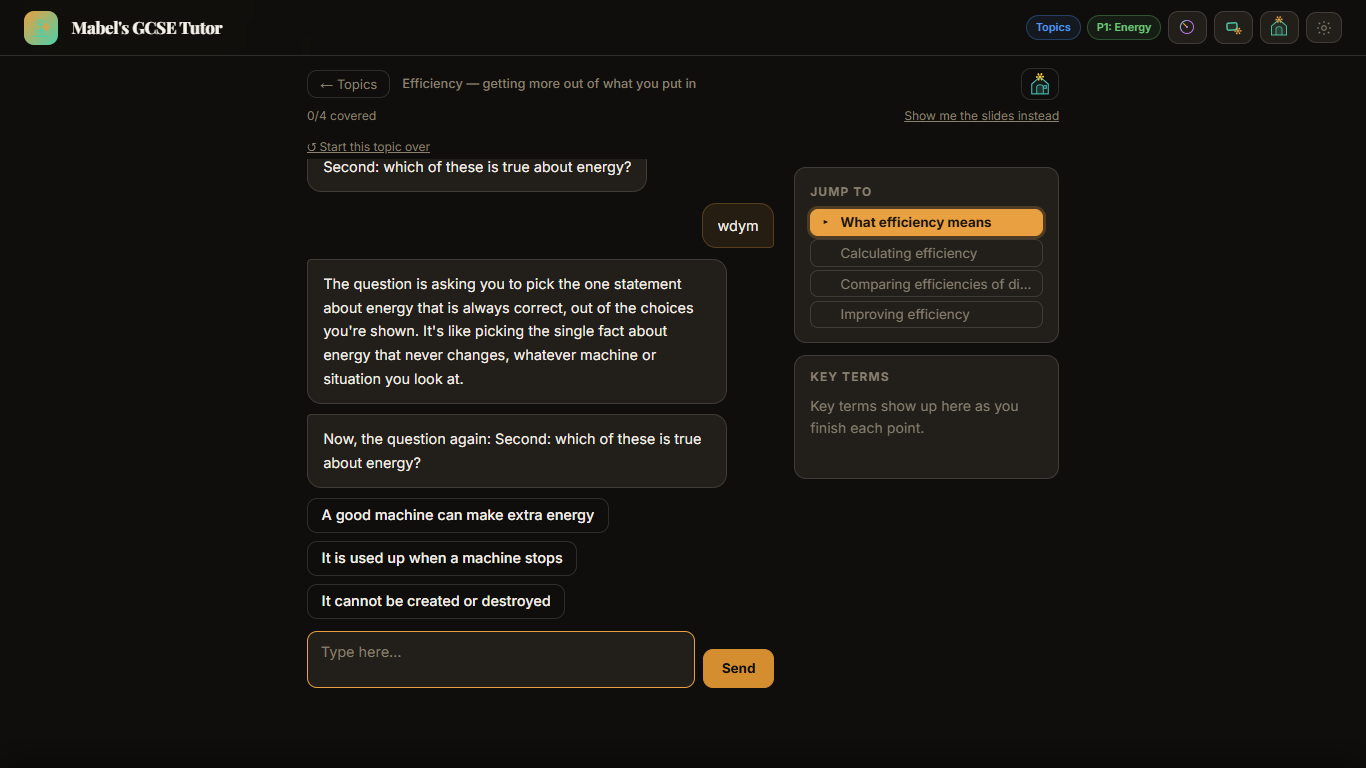 Mabel's GCSE Tutor
Topics
P1: Energy
← Topics
Efficiency — getting more out of what you put in
0/4 covered
Show me the slides instead
↺ Start this topic over
Second: which of these is true about energy?
wdym
The question is asking you to pick the one statement
about energy that is always correct, out of the choices
you're shown. It's like picking the single fact about
energy that never changes, whatever machine or
situation you look at.
Now, the question again: Second: which of these is true
about energy?
A good machine can make extra energy
It is used up when a machine stops
It cannot be created or destroyed
Type here...
Send
JUMP TO
What efficiency means
Calculating efficiency
Comparing efficiencies of di...
Improving efficiency
KEY TERMS
Key terms show up here as you
finish each point.